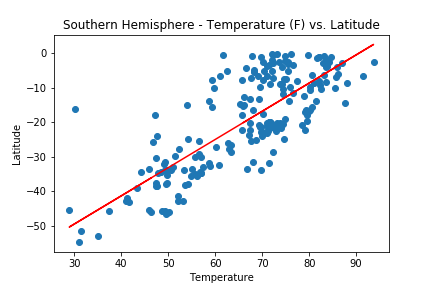 Southern Hemisphere - Temperature (F) vs. Latitude
0
−10
−20
−30
−40
−50
Latitude
30 40 50 60 70 80 90
Temperature